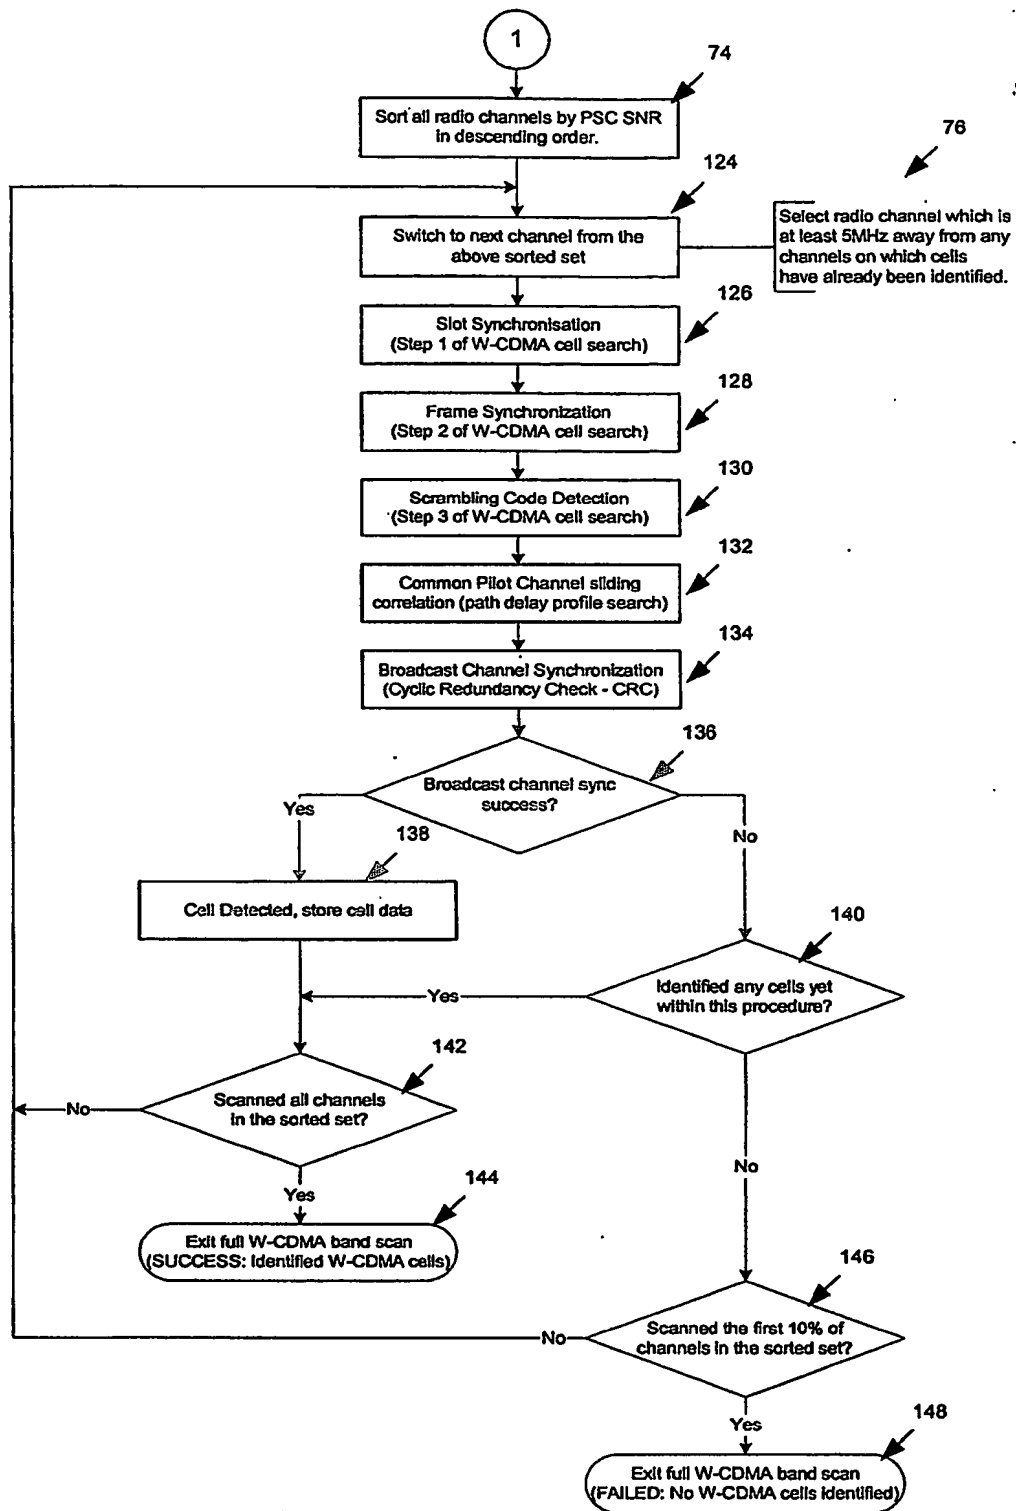 1
74
Sort all radio channels by PSC SNR
in descending order.
76
124
Switch to next channel from the
above sorted set
Select radio channel which is
at least 5MHz away from any
channels on which cells
have already been identified.
126
Slot Synchronisation
(Step 1 of W-CDMA cell search)
128
Frame Synchronization
(Step 2 of W-CDMA cell search)
130
Scrambling Code Detection
(Step 3 of W-CDMA cell search)
132
Common Pilot Channel sliding
correlation (path delay profile search)
134
Broadcast Channel Synchronization
(Cyclic Redundancy Check - CRC)
136
Broadcast channel sync
success?
Yes
No
138
Cell Detected, store cell data
140
Identified any cells yet
within this procedure?
Yes
142
Scanned all channels
in the sorted set?
No
No
Yes
144
Exit full W-CDMA band scan
(SUCCESS: Identified W-CDMA cells)
146
Scanned the first 10% of
channels in the sorted set?
No
Yes
148
Exit full W-CDMA band scan
(FAILED: No W-CDMA cells identified)